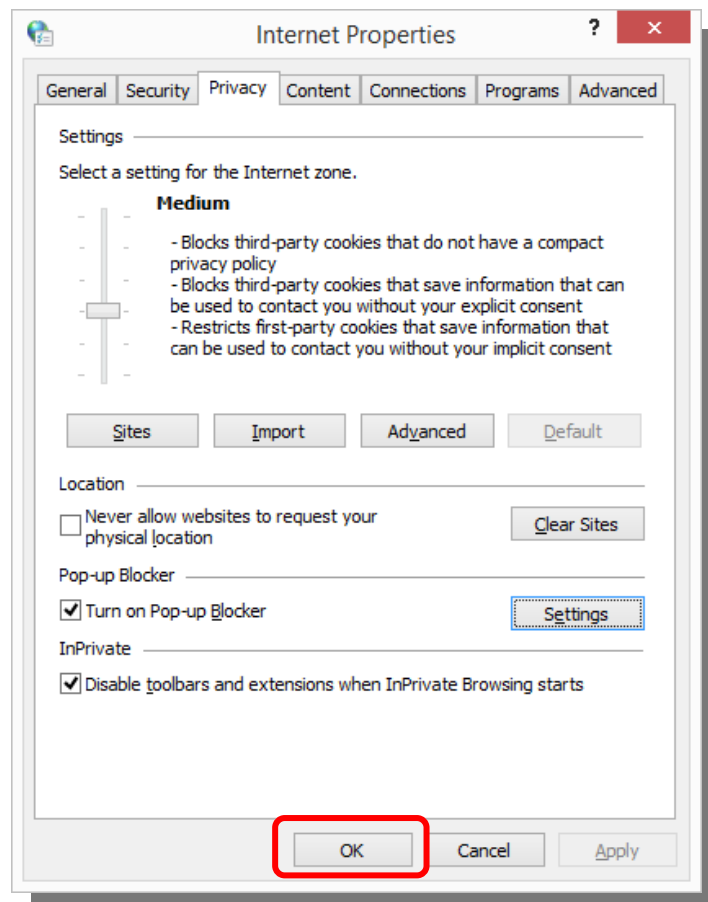 Internet Properties
?
General Security Privacy Content Connections Programs Advanced
Settings
Select a setting for the Internet zone.
Medium
- Blocks third-party cookies that do not have a compact
privacy policy
- Blocks third-party cookies that save information that can
be used to contact you without your explicit consent
- Restricts first-party cookies that save information that
can be used to contact you without your implicit consent
Sites Import Advanced Default
Location
Never allow websites to request your
physical location
Clear Sites
Pop-up Blocker
Turn on Pop-up Blocker
Settings
InPrivate
Disable toolbars and extensions when InPrivate Browsing starts
OK Cancel Apply